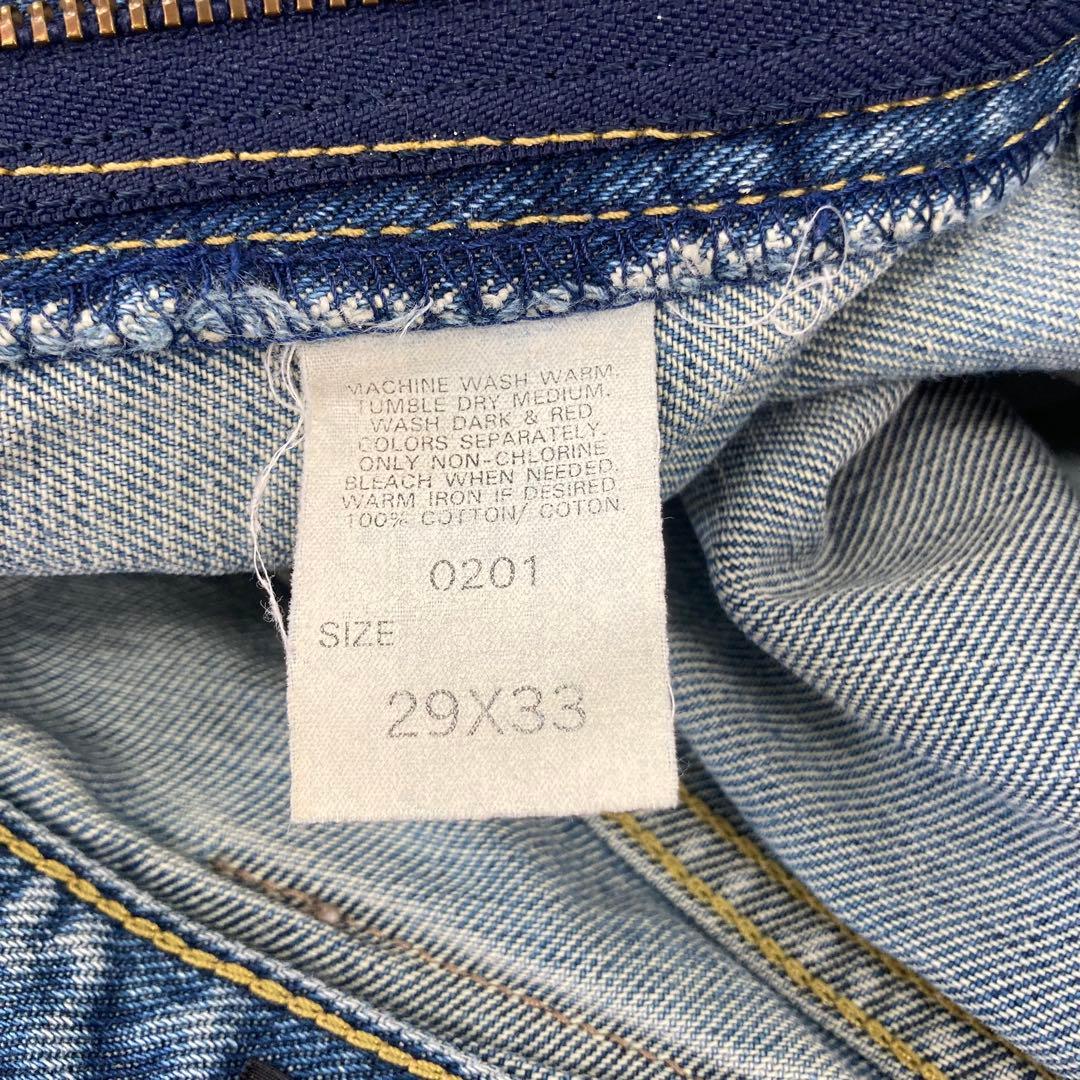 MACHINE WASH WARM.
TUMBLE DRY MEDIUM.
WASH DARK & RED
COLORS SEPARATELY.
ONLY NON-CHLORINE
BLEACH WHEN NEEDED.
WARM IRON IF DESIRED.
100% COTTON/ COTON.
0201
SIZE
29X33